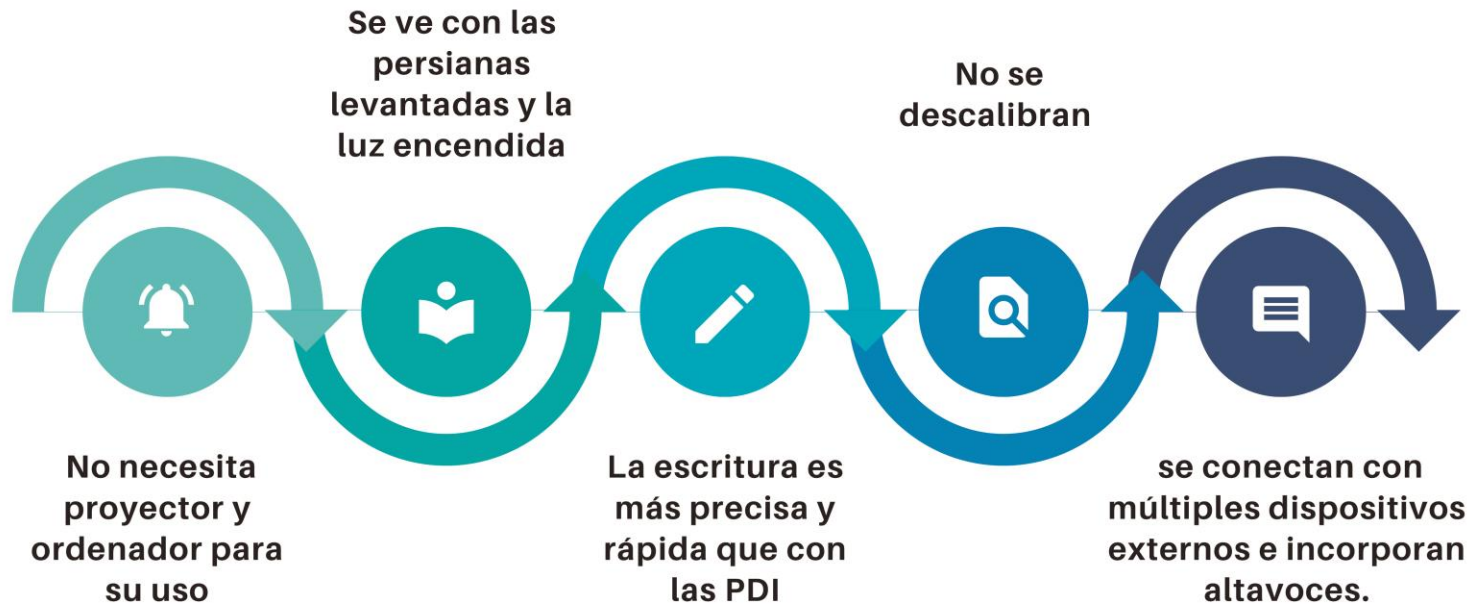 No necesita
proyector y
ordenador para
su uso
Se ve con las
persianas
levantadas y la
luz encendida
La escritura es
más precisa y
rápida que con
las PDI
No se
descalibran
se conectan con
múltiples dispositivos
externos e incorporan
altavoces.